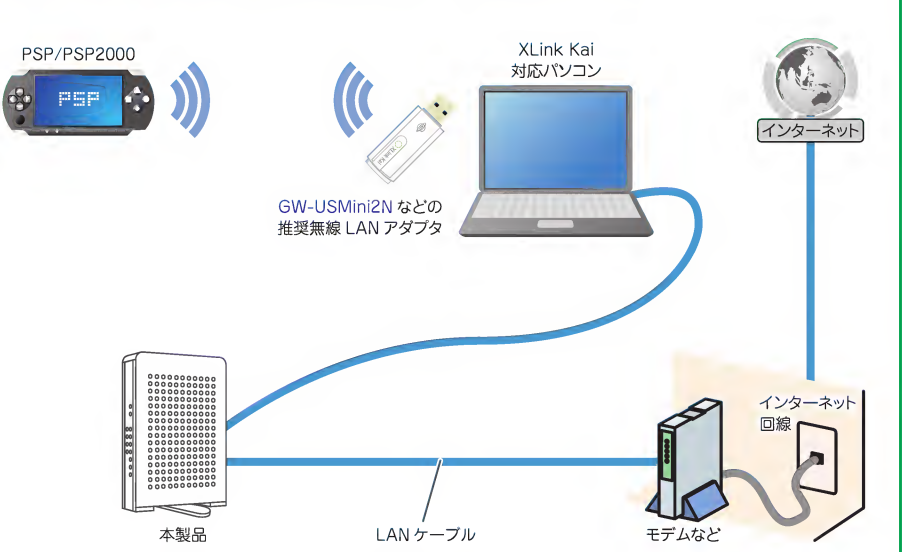 PSP/PSP2000
PSP
XLink Kai
対応パソコン
インターネット
GW-USMini2N などの
推奨無線 LAN アダプタ
インターネット
回線
本製品
LAN ケーブル
モデムなど